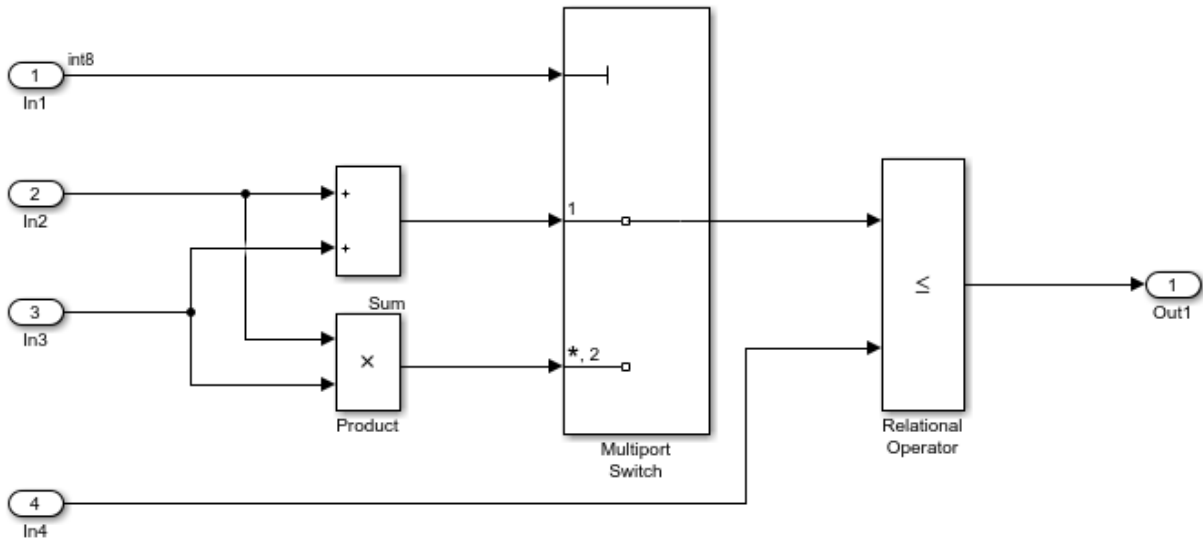 int8
1
In1
2
In2
+
+
1
3
In3
Sum
×
*, 2
Product
≤
1
Out1
Relational
Operator
Multiport
Switch
4
In4